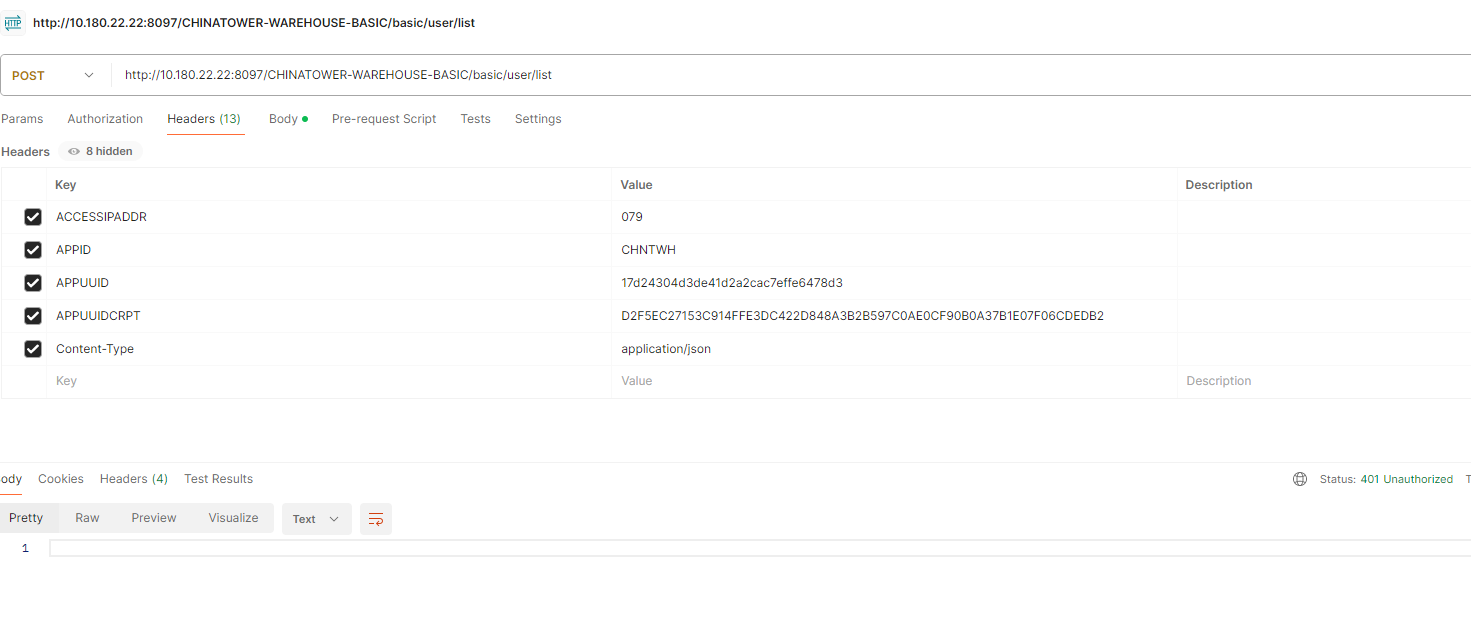 HTTP http://10.180.22.22:8097/CHINATOWER-WAREHOUSE-BASIC/basic/user/list
POST http://10.180.22.22:8097/CHINATOWER-WAREHOUSE-BASIC/basic/user/list
Params Authorization Headers (13) Body Pre-request Script Tests Settings
Headers 8 hidden
Key Value Description
ACCESSIPADDR 079
APPID CHNTWH
APPUUID 17d24304d3de41d2a2cac7effe6478d3
APPUUIDCRPT D2F5EC27153C914FFE3DC422D848A3B2B597C0AE0CF90B0A37B1E07F06CDEDB2
Content-Type application/json
Key Value Description
ody Cookies Headers (4) Test Results Status: 401 Unauthorized T
Pretty Raw Preview Visualize Text
1